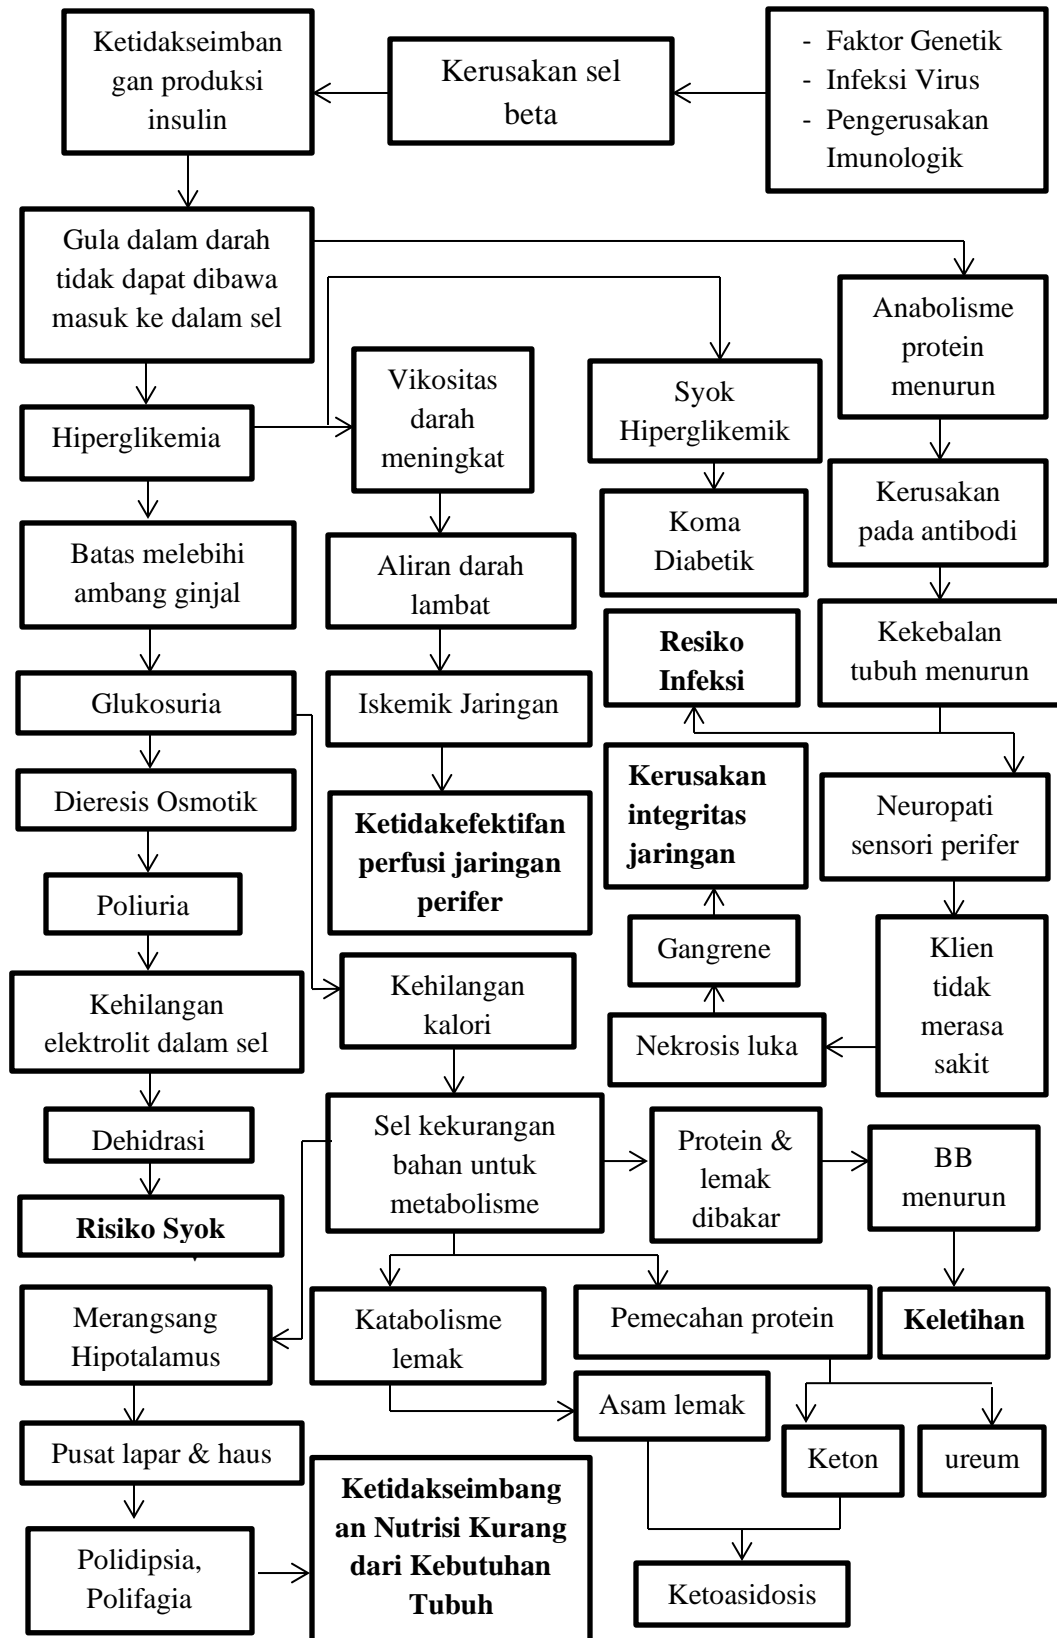 Ketidakseimban
gan produksi
insulin
Kerusakan sel
beta
- Faktor Genetik
- Infeksi Virus
- Pengerusakan
Imunologik
Gula dalam darah
tidak dapat dibawa
masuk ke dalam sel
Anabolisme
protein
menurun
Vikositas
darah
meningkat
Syok
Hiperglikemik
Hiperglikemia
Kerusakan
pada antibodi
Koma
Diabetik
Batas melebihi
ambang ginjal
Aliran darah
lambat
Resiko
Infeksi
Kekebalan
tubuh menurun
Glukosuria
Iskemik Jaringan
Kerusakan
integritas
jaringan
Neuropati
sensori perifer
Dieresis Osmotik
Ketidakefektifan
perfusi jaringan
perifer
Poliuria
Gangrene
Klien
tidak
merasa
sakit
Kehilangan
elektrolit dalam sel
Kehilangan
kalori
Nekrosis luka
Dehidrasi
Sel kekurangan
bahan untuk
metabolisme
Protein &
lemak
dibakar
BB
menurun
Risiko Syok
Merangsang
Hipotalamus
Katabolisme
lemak
Pemecahan protein
Keletihan
Asam lemak
Pusat lapar & haus
Keton
ureum
Ketidakseimbang
an Nutrisi Kurang
dari Kebutuhan
Tubuh
Polidipsia,
Polifagia
Ketoasidosis